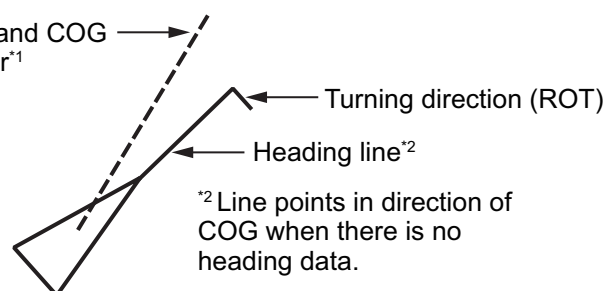 and COG
r*1
Turning direction (ROT)
Heading line*2
*2 Line points in direction of
COG when there is no
heading data.